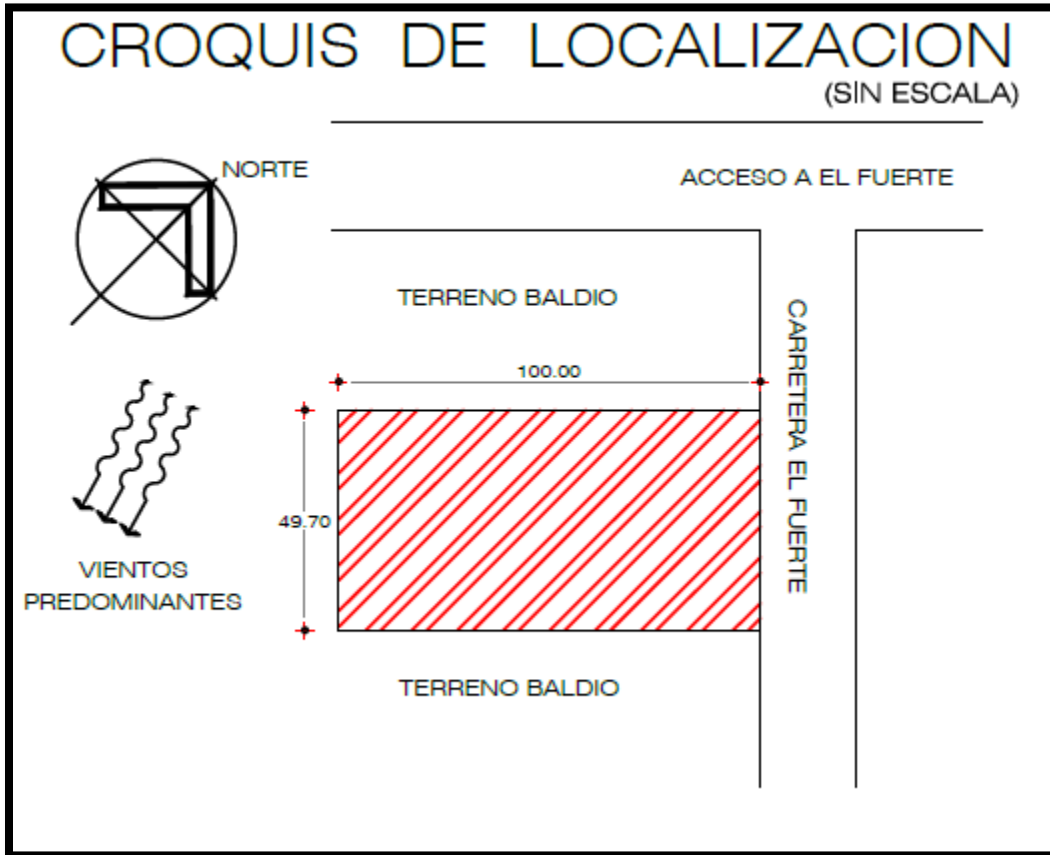 CROQUIS DE LOCALIZACION
(SIN ESCALA)
NORTE
ACCESO A EL FUERTE
TERRENO BALDIO
CARRETERA EL FUERTE
100.00
49.70
VIENTOS
PREDOMINANTES
TERRENO BALDIO